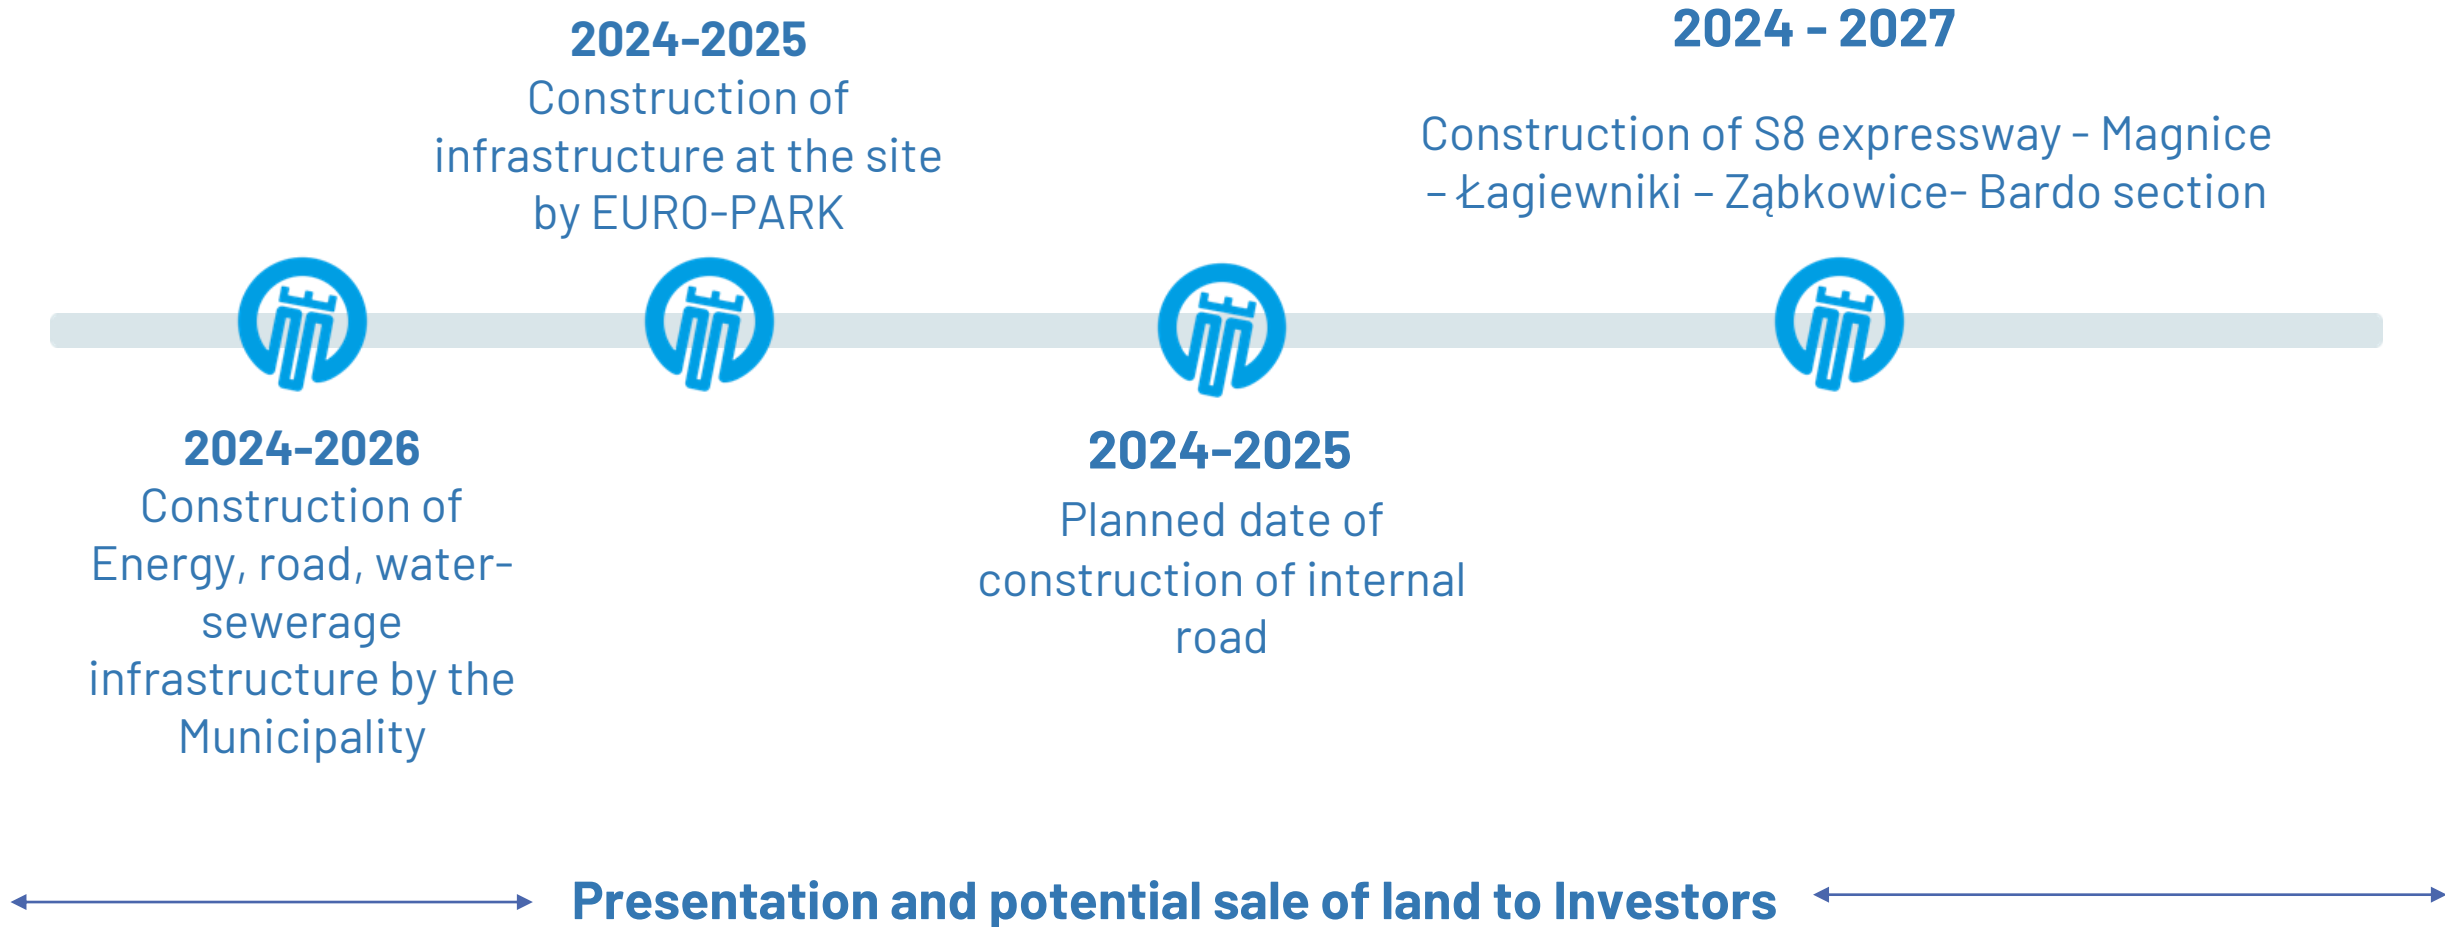 2024-2025
Construction of
infrastructure at the site
by EURO-PARK
2024 - 2027
Construction of S8 expressway - Magnice
– Łagiewniki – Ząbkowice- Bardo section
2024-2026
Construction of
Energy, road, water-
sewerage
infrastructure by the
Municipality
2024-2025
Planned date of
construction of internal
road
Presentation and potential sale of land to Investors